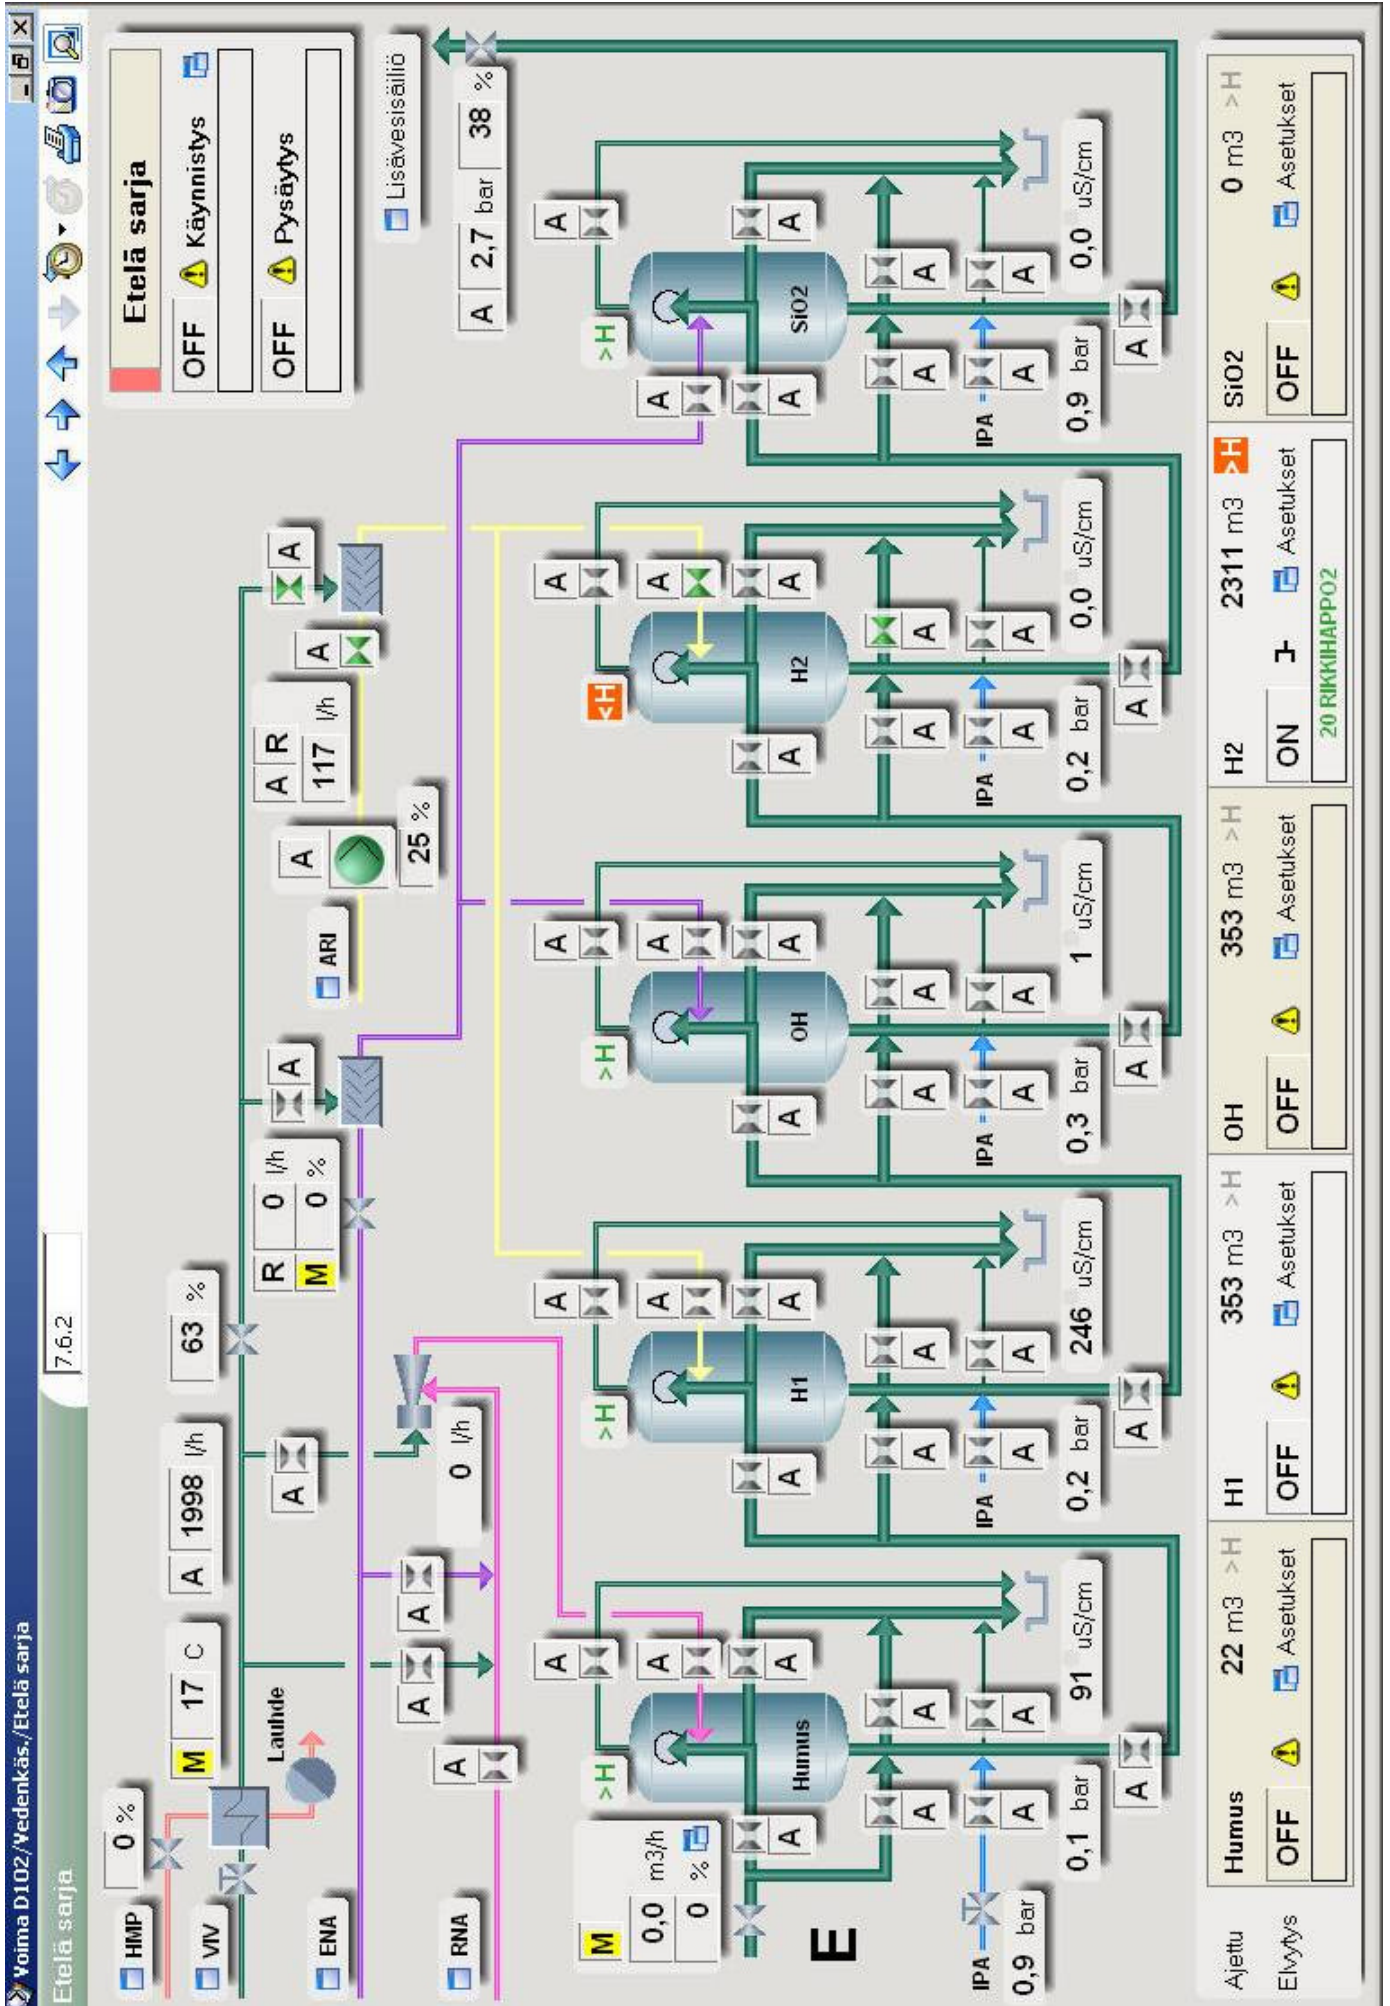 Voima D102/Vedenkäs./Etelä sarja
Etelä sarja
7.6.2
HMP
0 %
VIV
M 17 C
Lauhde
A 1998 l/h
63 %
ENA
RNA
A
A
A
A
0 l/h
R 0 l/h
M 0 %
A
ARI
A
25 %
A R
117 l/h
A
A
Etelä sarja
OFF Käynnistys
OFF Pysäytys
Lisävesisäiliö
A 2,7 bar 38 %
M
0,0 m3/h
0 %
E
IPA
0,9 bar
>H
Humus
A
A
A
A
A
A
A
A
0,1 bar
A
91 uS/cm
>H
H1
A
A
A
A
A
A
IPA
A
A
0,2 bar
A
246 uS/cm
>H
OH
A
A
A
A
A
A
IPA
A
A
0,3 bar
A
1 uS/cm
<H
H2
A
A
A
A
A
A
IPA
A
A
0,2 bar
A
0,0 uS/cm
>H
SiO2
A
A
A
A
A
A
IPA
A
A
0,9 bar
A
0,0 uS/cm
Ajettu
Elvytys
Humus 22 m3 >H
OFF Asetukset
H1 353 m3 >H
OFF Asetukset
OH 353 m3 >H
OFF Asetukset
H2 2311 m3 >H
ON Asetukset
20 RIKKIHAPPO2
SiO2 0 m3 >H
OFF Asetukset